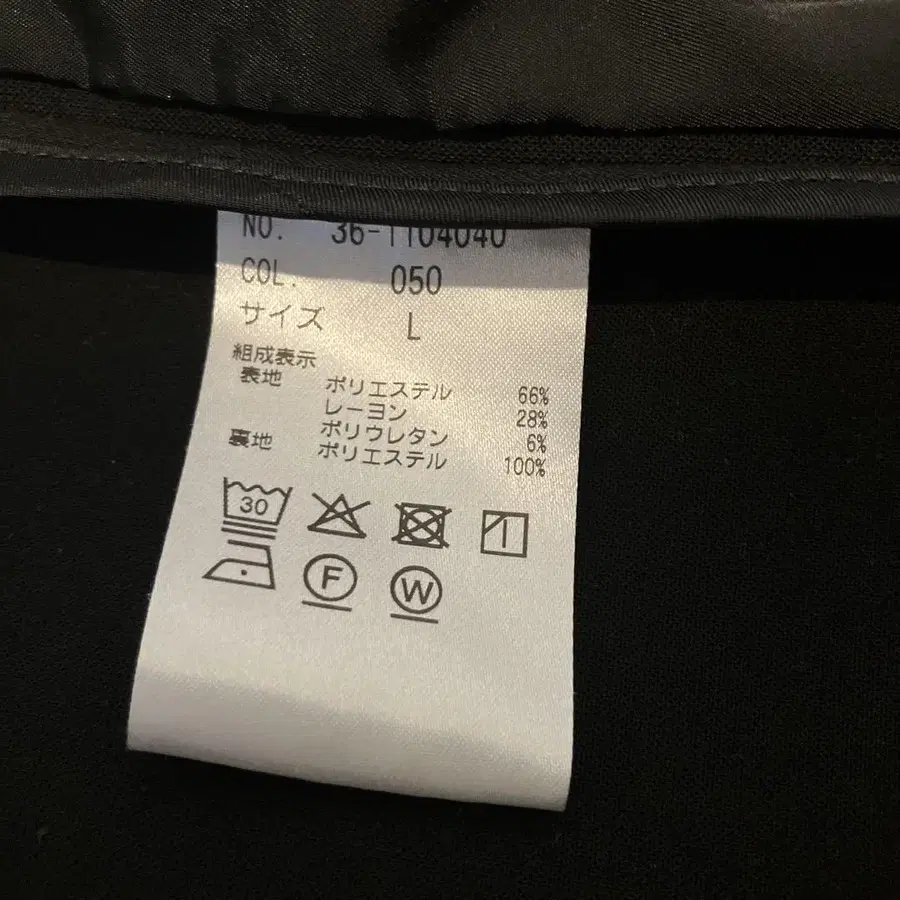 NO. 36-1104040
COL. 050
サイズ L
組成表示
表地 ポリエステル 66%
レーヨン 28%
ポリウレタン 6%
裏地 ポリエステル 100%
30
F W